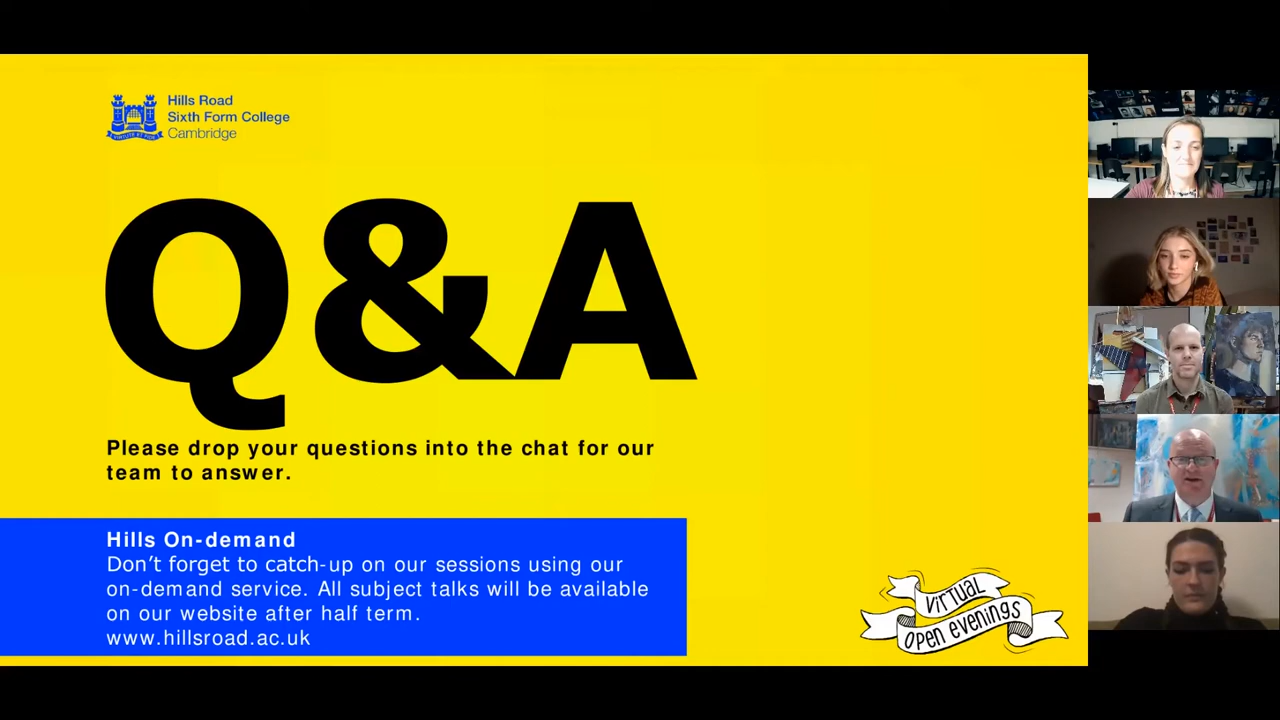 Hills Road
Sixth Form College
Cambridge
Q&A
Please drop your questions into the chat for our
team to answer.
Hills On-demand
Don't forget to catch-up on our sessions using our
on-demand service. All subject talks will be available
on our website after half term.
www.hillsroad.ac.uk
VIRTUAL
OPEN EVENINGS